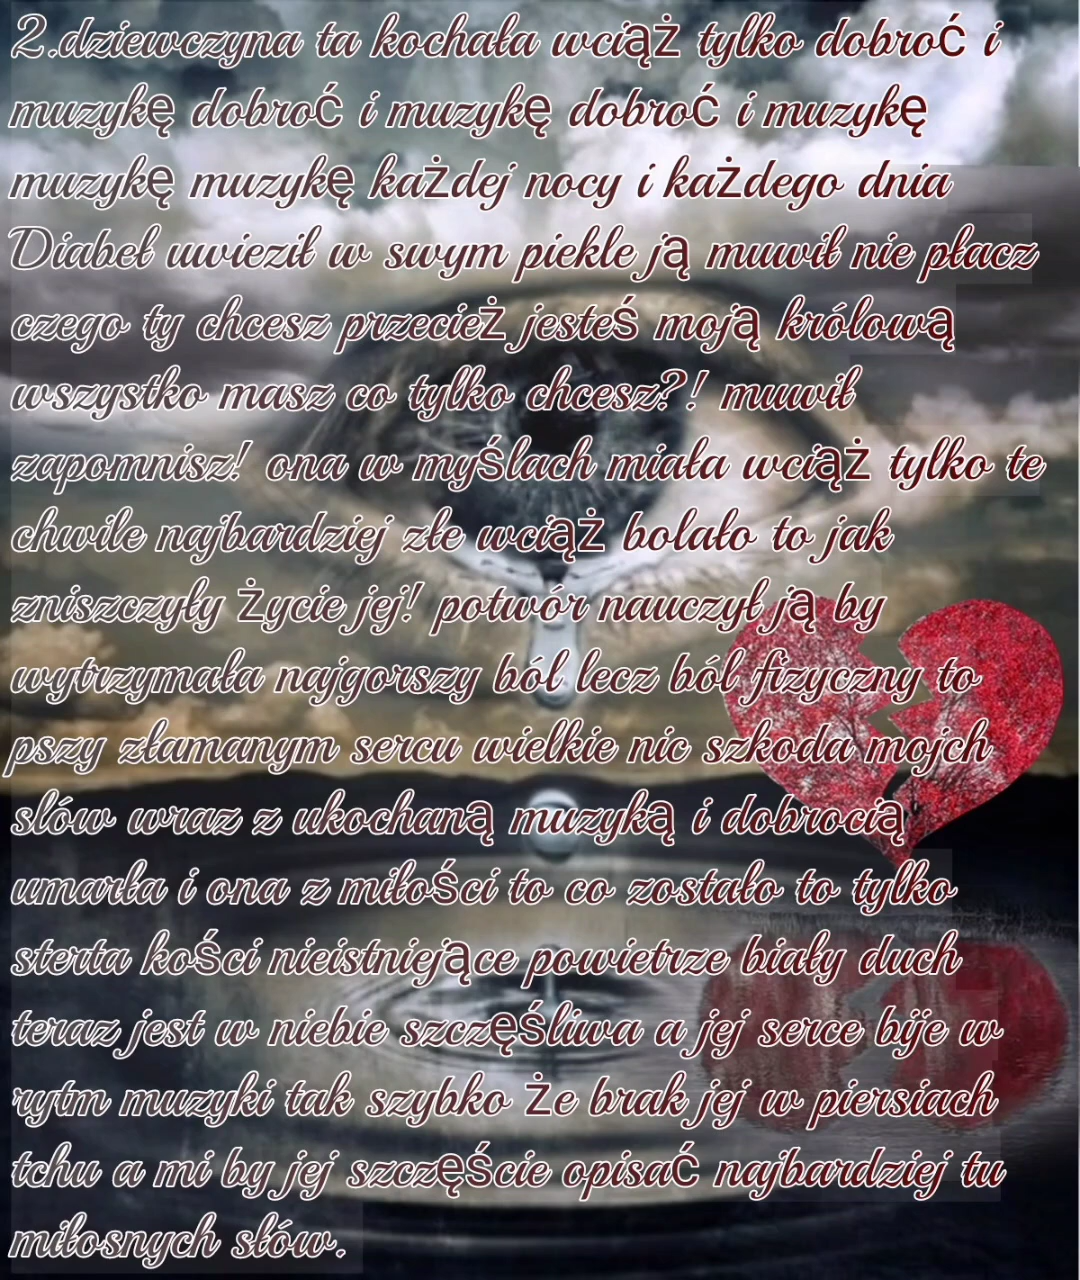 2.dziewczyna ta kochała wciąż tylko dobroć i
muzykę dobroć i muzykę dobroć i muzykę
muzykę muzykę każdej nocy i każdego dnia
Diabeł uwieził w swym piekle ją muwił nie płacz
czego ty chcesz przecież jesteś moją królową
wszystko masz co tylko chcesz?! muwił
zapomnisz! ona w myślach miała wciąż tylko te
chwile najbardziej złe wciąż bolało to jak
zniszczyły życie jej! potwór nauczył ją by
wytrzymała najgorszy ból lecz ból fizyczny to
pszy złamanym sercu wielkie nic szkoda mojch
słów wraz z ukochaną muzyką i dobrocią
umarła i ona z miłości to co zostało to tylko
sterta kości nieistniejące powietrze biały duch
teraz jest w niebie szczęśliwa a jej serce bije w
rytm muzyki tak szybko że brak jej w piersiach
tchu a mi by jej szczęście opisać najbardziej tu
miłosnych słów.